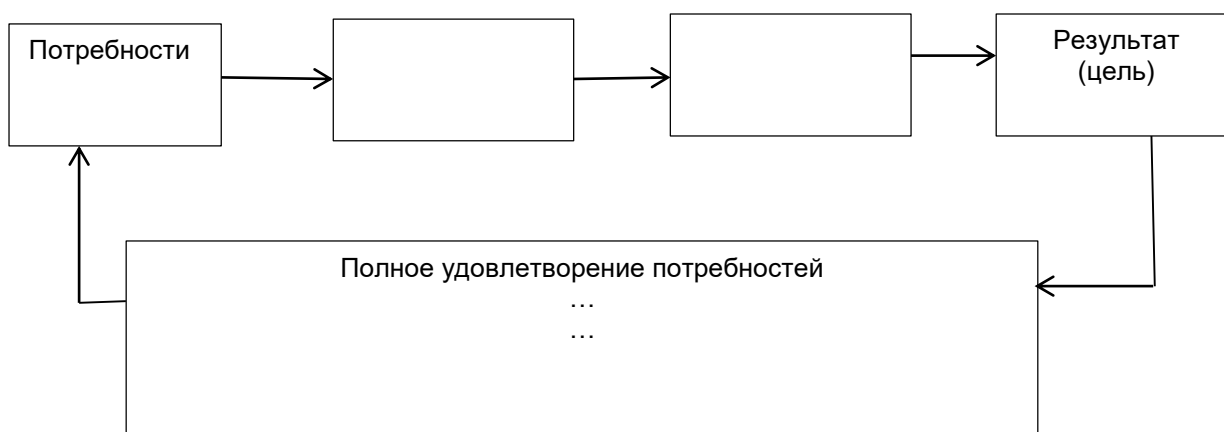 Потребности
Результат
(цель)
Полное удовлетворение потребностей
…
…